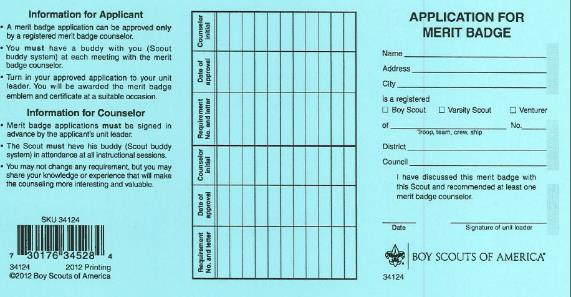 Information for Applicant
• A merit badge application can be approved only
by a registered merit badge counselor.
• You must have a buddy with you (Scout
buddy system) at each meeting with the merit
badge counselor.
• Turn in your approved application to your unit
leader. You will be awarded the merit badge
emblem and certificate at a suitable occasion.
Information for Counselor
• Merit badge applications must be signed in
advance by the applicant's unit leader.
• The Scout must have his buddy (Scout buddy
system) in attendance at all instructional sessions.
• You may not change any requirement, but you may
share your knowledge or experience that will make
the counseling more interesting and valuable.
SKU 34124
7 30176 34528 4
34124 2012 Printing
©2012 Boy Scouts of America
Counselor
initial
Date of
approval
Requirement
No. and letter
Counselor
initial
Date of
approval
Requirement
No. and letter
APPLICATION FOR
MERIT BADGE
Name
Address
City
is a registered
☐ Boy Scout ☐ Varsity Scout ☐ Venturer
of No.
Troop, team, crew, ship
District
Council
I have discussed this merit badge with
this Scout and recommended at least one
merit badge counselor.
Date Signature of unit leader
BOY SCOUTS OF AMERICA®
34124